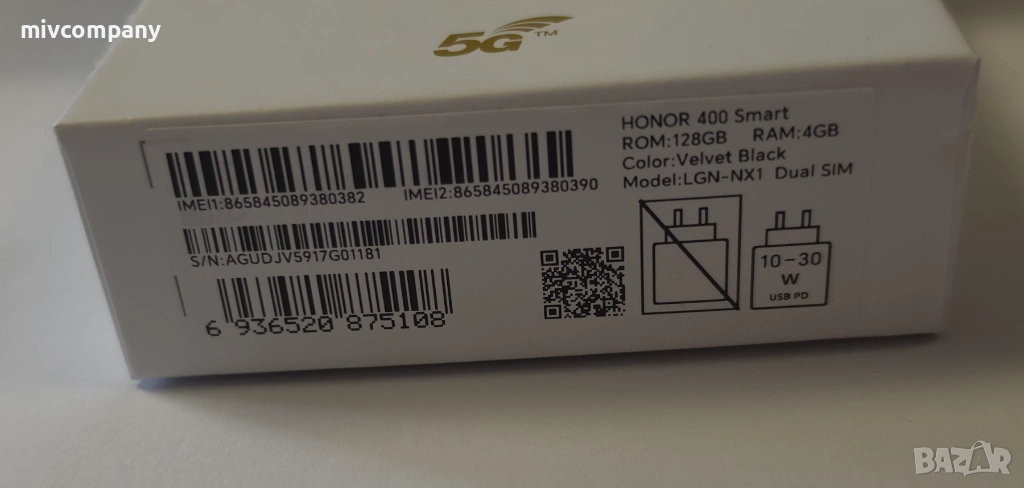 mivcompany
5G™
HONOR 400 Smart
ROM:128GB RAM:4GB
Color:Velvet Black
Model:LGN-NX1 Dual SIM
IMEI1:865845089380382 IMEI2:865845089380390
S/N:AGUDJV5917G01181
6 936520 875108
10-30
W
USB PD
BAZAR